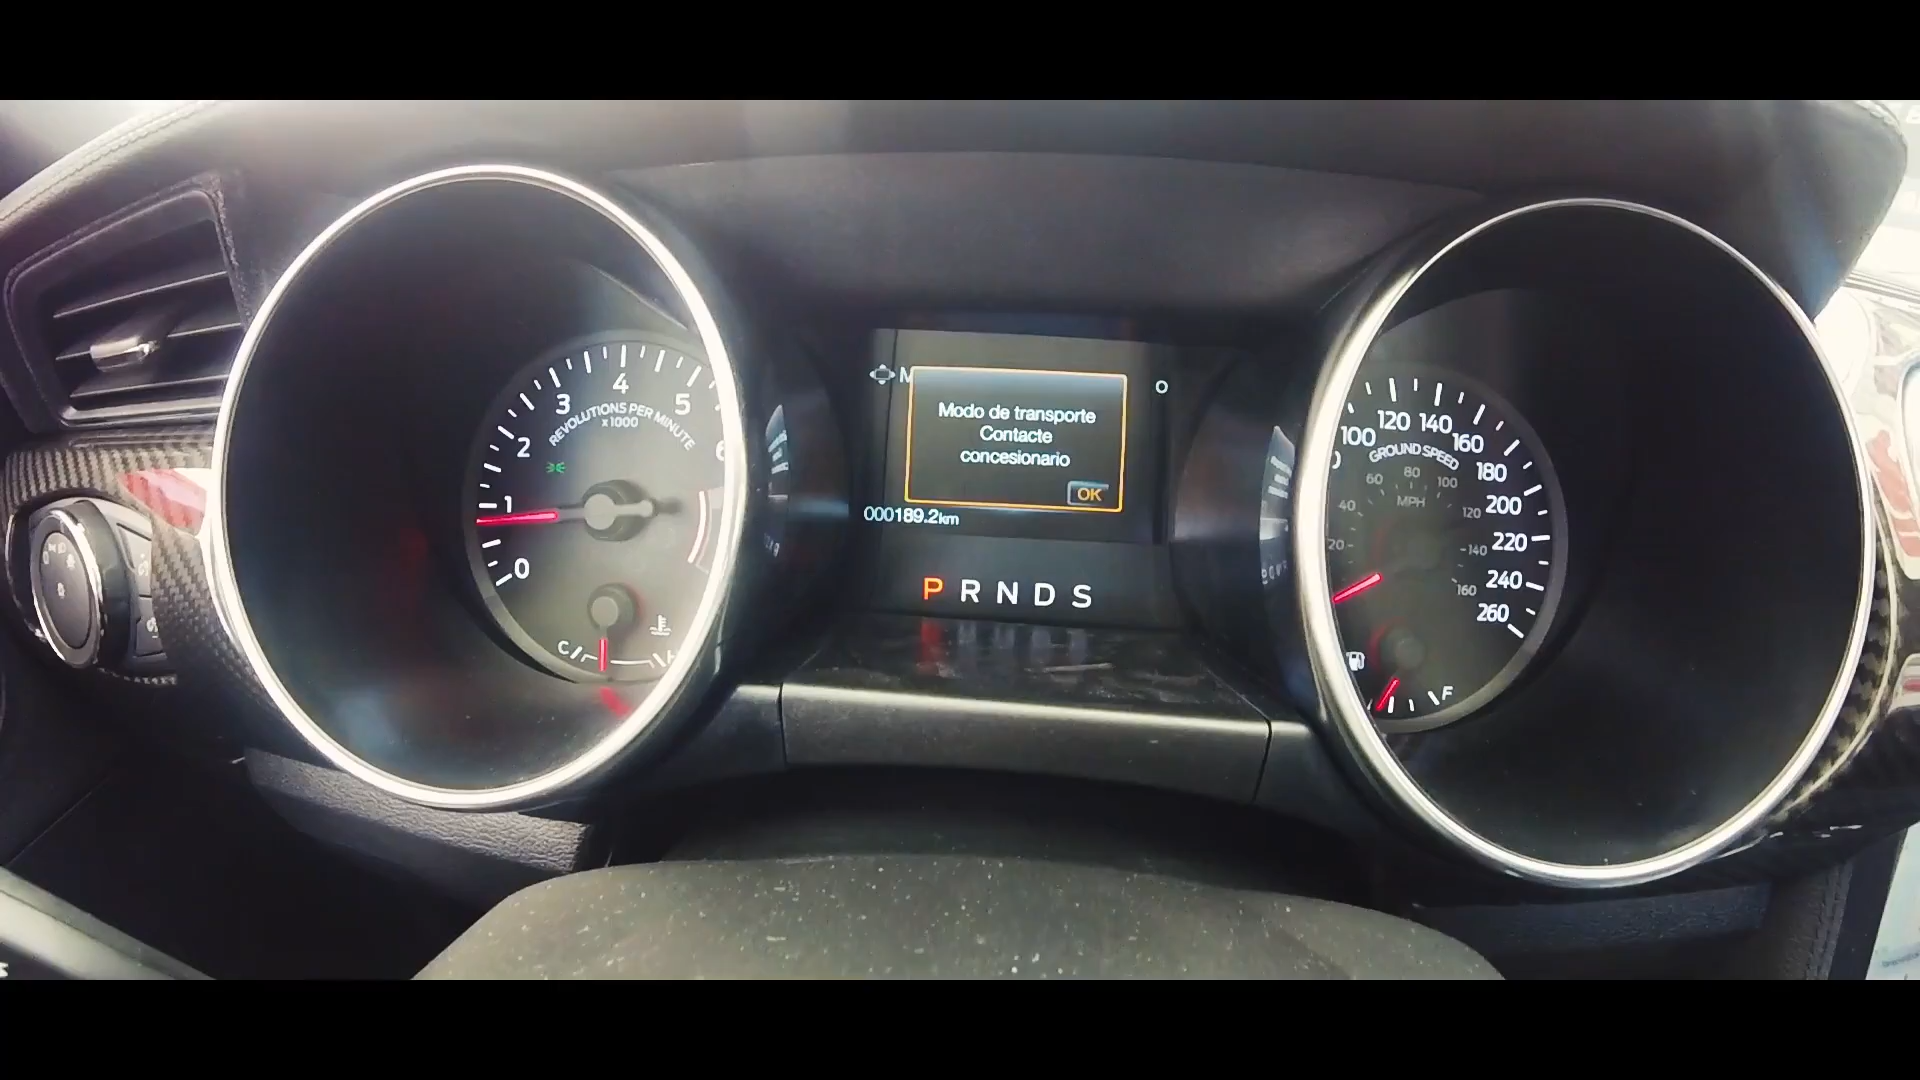 4
3
5
2
6
REVOLUTIONS PER MINUTE
x1000
1
0
C
M
Modo de transporte
Contacte
concesionario
OK
000189.2km
P R N D S
120
140
100
160
GROUND SPEED
180
80
60
100
MPH
40
120
200
20
140
220
160
240
260
F